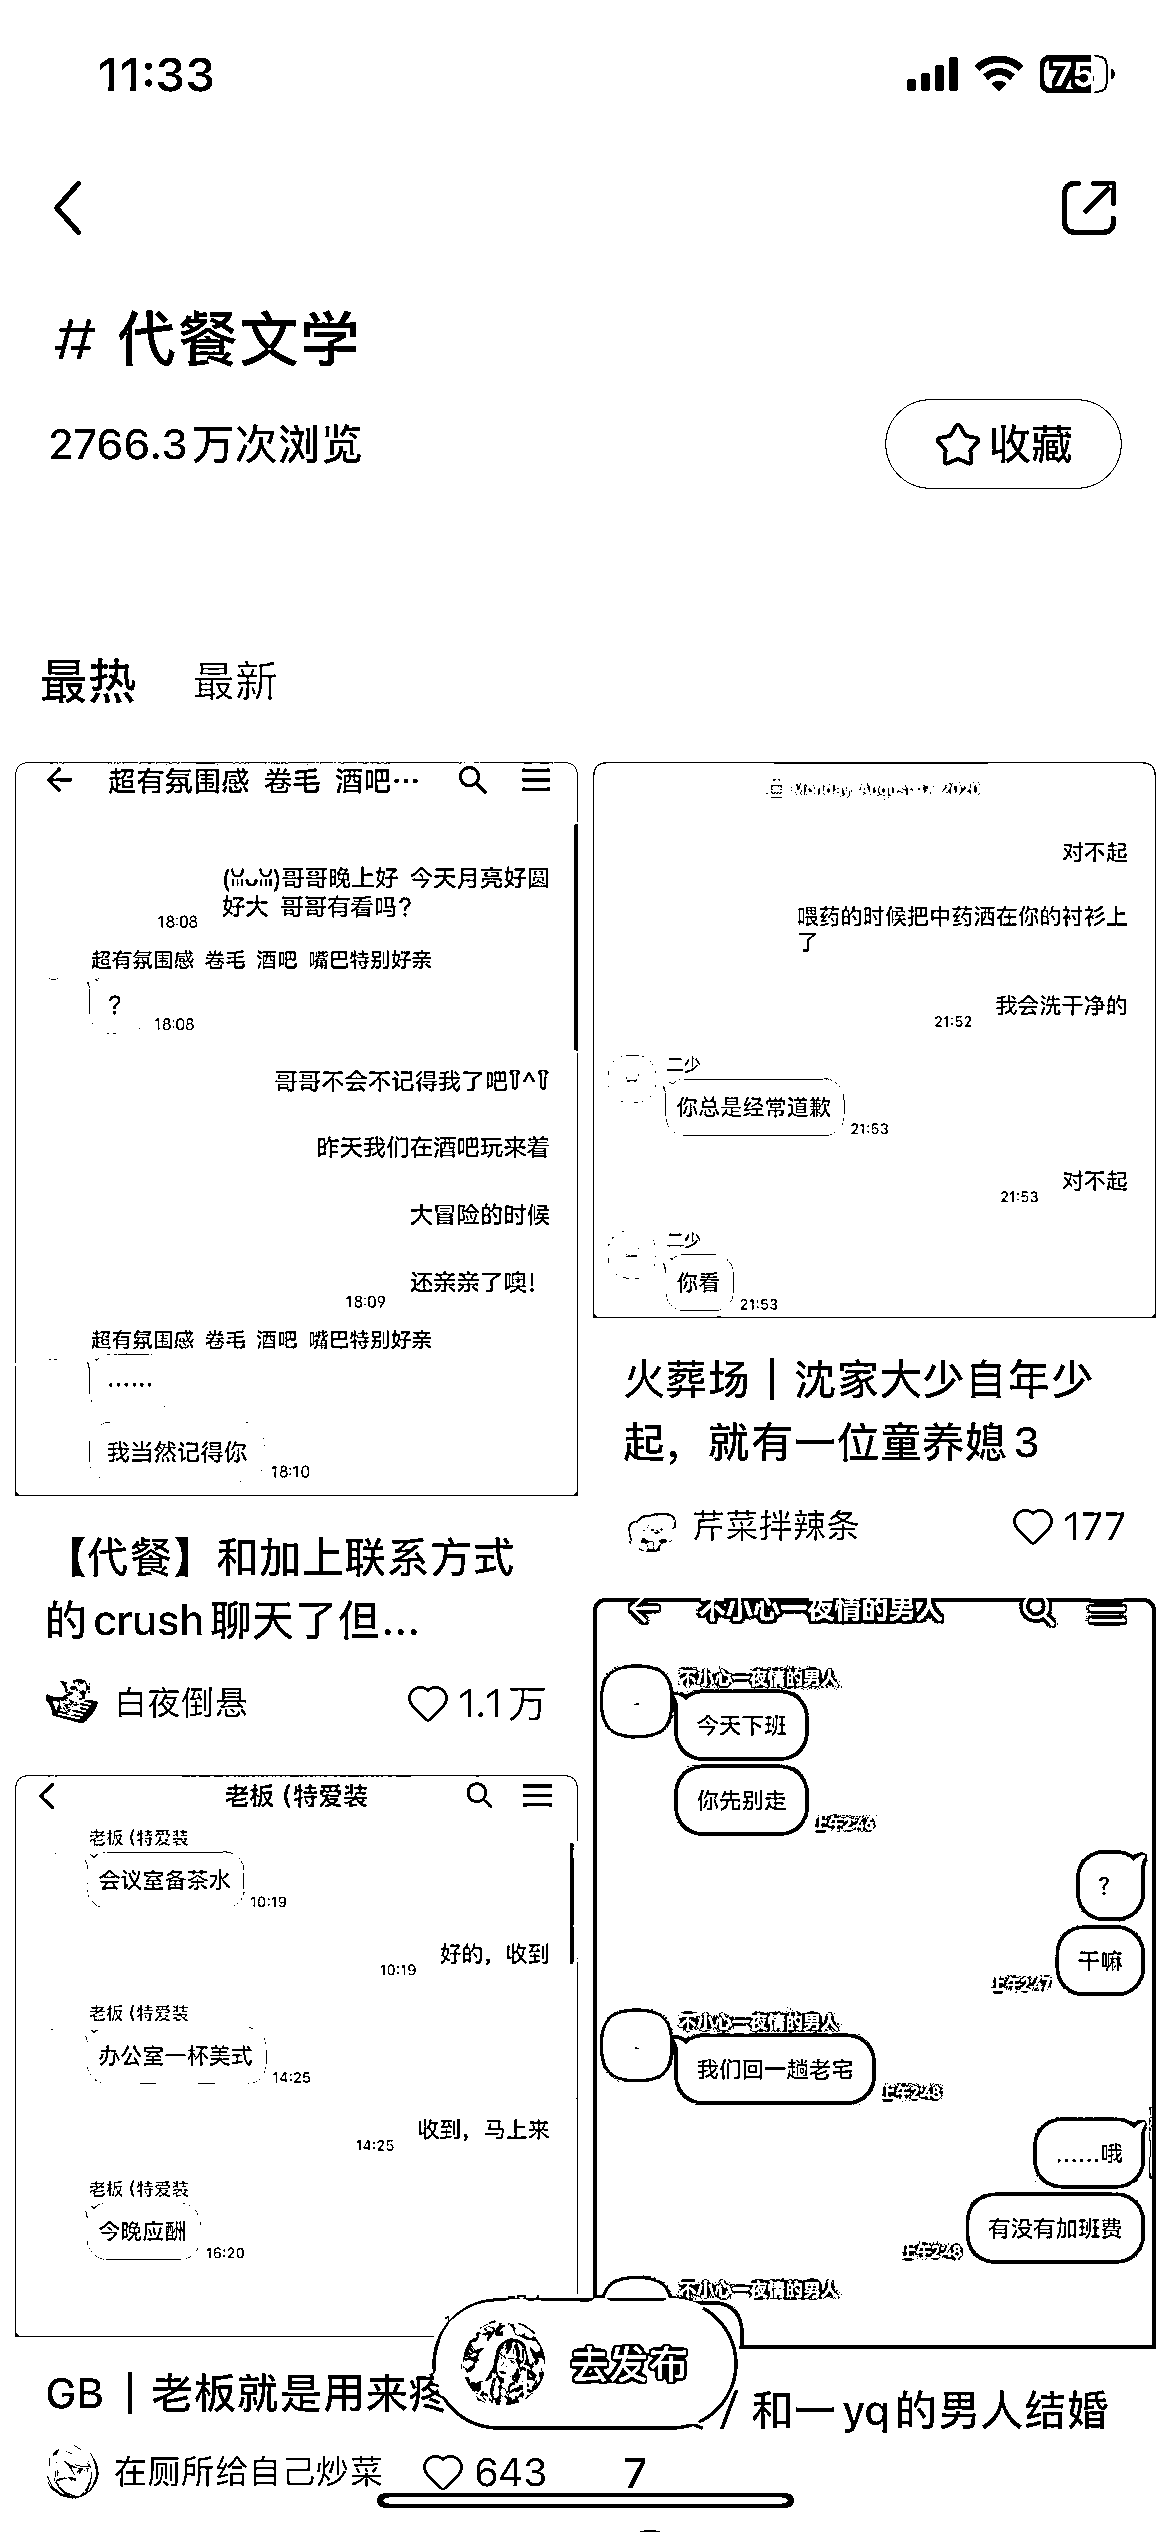 11:33
75
# 代餐文学
2766.3万次浏览
收藏
最热 最新
超有氛围感 卷毛 酒吧…
哥哥晚上好 今天月亮好圆
好大 哥哥有看吗?
18:08
超有氛围感 卷毛 酒吧 嘴巴特别好亲
?
18:08
哥哥不会不记得我了吧
昨天我们在酒吧玩来着
大冒险的时候
还亲亲了噢!
18:09
超有氛围感 卷毛 酒吧 嘴巴特别好亲
……
我当然记得你
18:10
【代餐】和加上联系方式
的crush聊天了但...
白夜倒悬
1.1万
对不起
喂药的时候把中药洒在你的衬衫上
了
我会洗干净的
21:52
二少
你总是经常道歉
21:53
对不起
21:53
二少
你看
21:53
火葬场｜沈家大少自年少
起，就有一位童养媳3
芹菜拌辣条
177
老板 (特爱装
老板 (特爱装
会议室备茶水
10:19
好的，收到
10:19
老板 (特爱装
办公室一杯美式
14:25
收到，马上来
14:25
老板 (特爱装
今晚应酬
16:20
GB｜老板就是用来疼
在厕所给自己炒菜
643
不小心一夜情的男人
不小心一夜情的男人
今天下班
你先别走
上午2:46
?
干嘛
上午2:47
不小心一夜情的男人
我们回一趟老宅
上午2:48
……哦
有没有加班费
上午2:48
不小心一夜情的男人
去发布
/ 和一yq的男人结婚
7